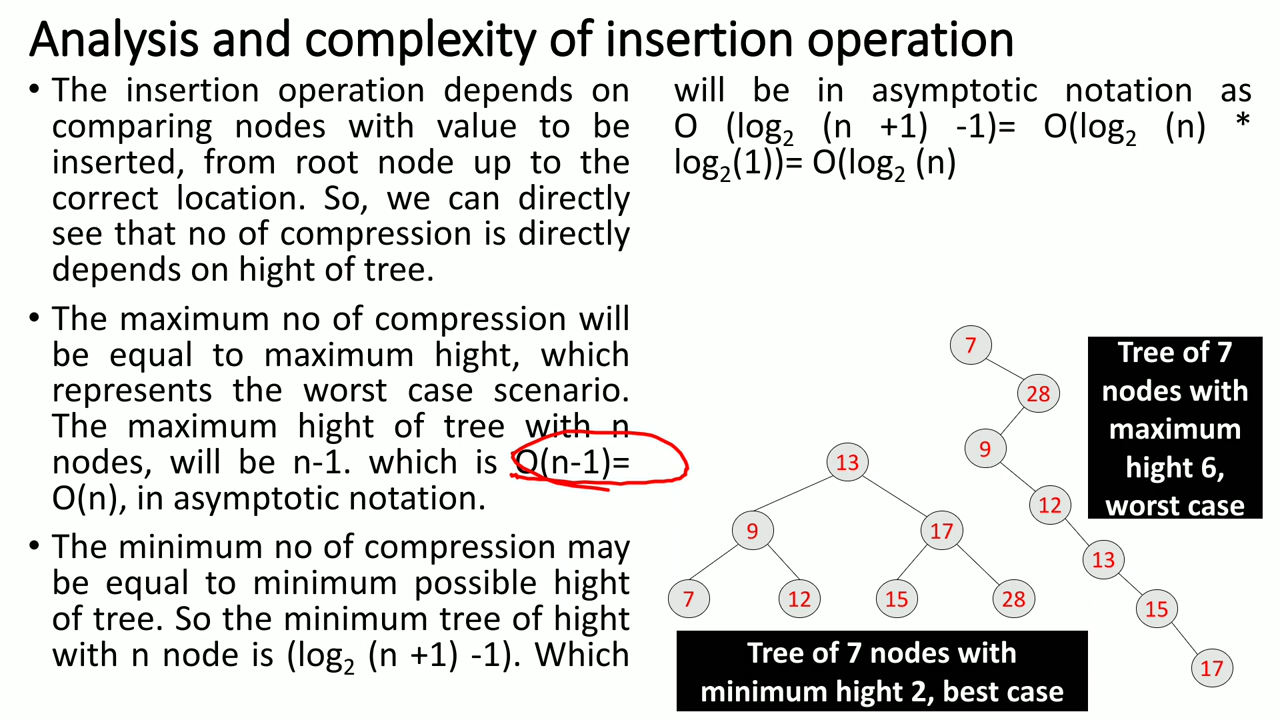 Analysis and complexity of insertion operation
• The insertion operation depends on
comparing nodes with value to be
inserted, from root node up to the
correct location. So, we can directly
see that no of compression is directly
depends on hight of tree.
• The maximum no of compression will
be equal to maximum hight, which
represents the worst case scenario.
The maximum hight of tree with n
nodes, will be n-1. which is O(n-1)=
O(n), in asymptotic notation.
• The minimum no of compression may
be equal to minimum possible hight
of tree. So the minimum tree of hight
with n node is (log₂ (n +1) -1). Which
will be in asymptotic notation as
O (log₂ (n +1) -1)= O(log₂ (n) *
log₂(1))= O(log₂ (n)
13
9
17
7
12
15
28
Tree of 7 nodes with
minimum hight 2, best case
7
28
9
12
13
15
17
Tree of 7
nodes with
maximum
hight 6,
worst case